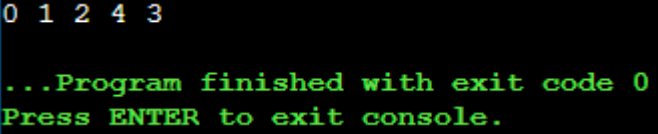 0 1 2 4 3
...Program finished with exit code 0
Press ENTER to exit console.